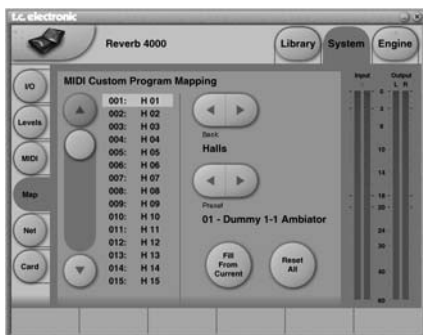 t.c. electronic
Reverb 4000
Library
System
Engine
I/O
Levels
MIDI
Map
Net
Card
MIDI Custom Program Mapping
001: H 01
002: H 02
003: H 03
004: H 04
005: H 05
006: H 06
007: H 07
008: H 08
009: H 09
010: H 10
011: H 11
012: H 12
013: H 13
014: H 14
015: H 15
Bank
Halls
Preset
01 - Dummy 1-1 Ambiator
Fill
From
Current
Reset
All
Input
Output
L R
0
3
6
10
14
18
20
24
30
40
60